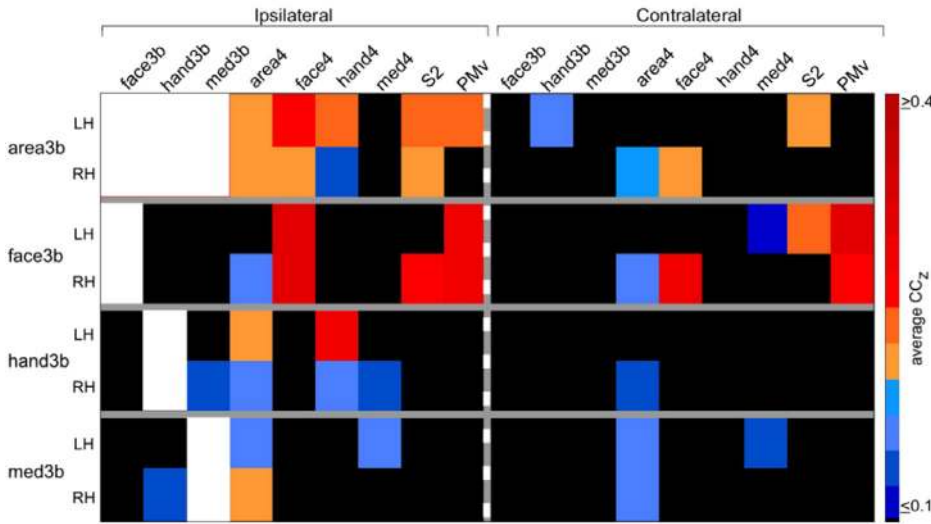 Ipsilateral Contralateral
face3b hand3b med3b area4 face4 hand4 med4 S2 PMv face3b hand3b med3b area4 face4 hand4 med4 S2 PMv
≥0.4
LH
area3b
RH
LH
face3b
RH
average CCz
LH
hand3b
RH
LH
med3b
RH
≤0.1